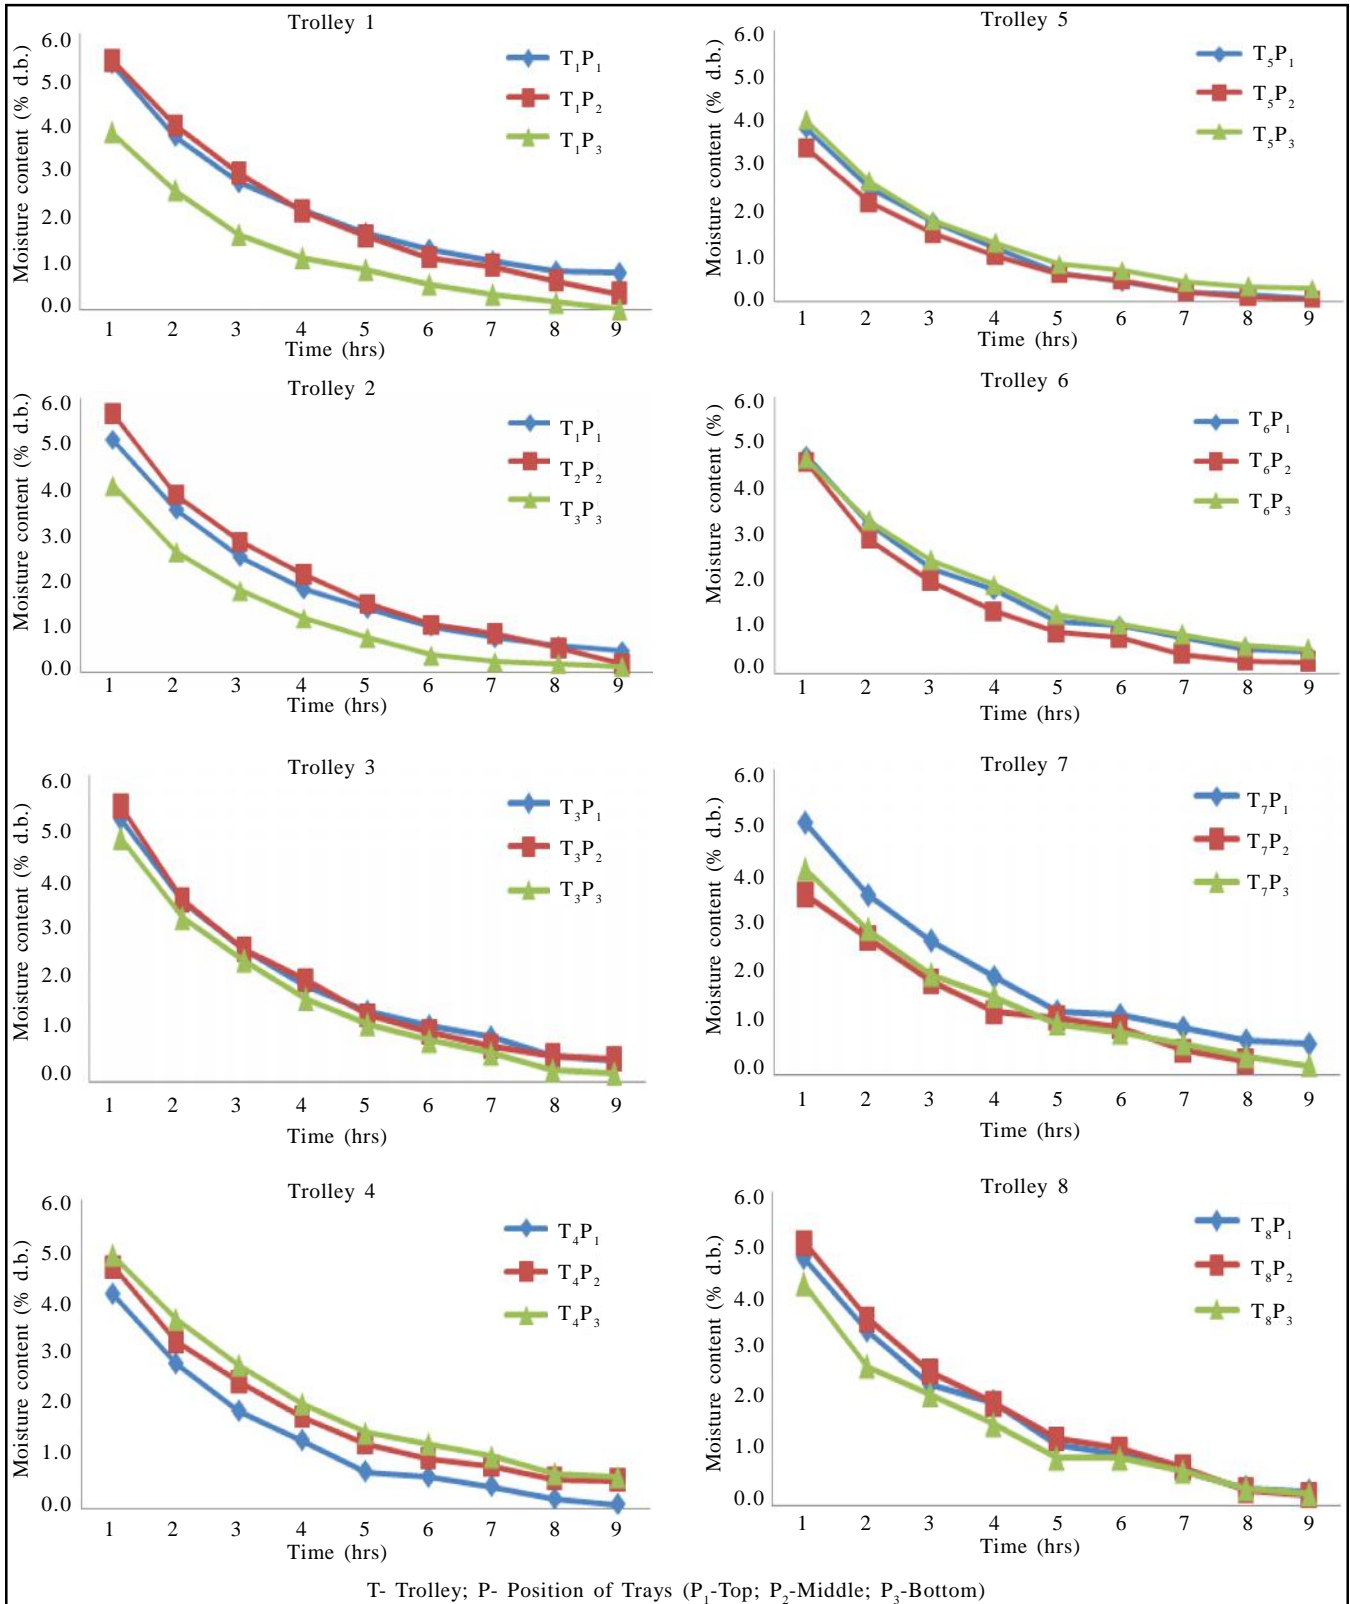 Trolley 1
Moisture content (% d.b.)
6.0
5.0
4.0
3.0
2.0
1.0
0.0
T₁P₁
T₁P₂
T₁P₃
1 2 3 4 5 6 7 8 9
Time (hrs)
Trolley 5
Moisture content (% d.b.)
6.0
5.0
4.0
3.0
2.0
1.0
0.0
T₅P₁
T₅P₂
T₅P₃
1 2 3 4 5 6 7 8 9
Time (hrs)
Trolley 2
Moisture content (% d.b.)
6.0
5.0
4.0
3.0
2.0
1.0
0.0
T₁P₁
T₂P₂
T₃P₃
1 2 3 4 5 6 7 8 9
Time (hrs)
Trolley 6
Moisture content (%)
6.0
5.0
4.0
3.0
2.0
1.0
0.0
T₆P₁
T₆P₂
T₆P₃
1 2 3 4 5 6 7 8 9
Time (hrs)
Trolley 3
Moisture content (% d.b.)
6.0
5.0
4.0
3.0
2.0
1.0
0.0
T₃P₁
T₃P₂
T₃P₃
1 2 3 4 5 6 7 8 9
Time (hrs)
Trolley 7
Moisture content (% d.b.)
6.0
5.0
4.0
3.0
2.0
1.0
0.0
T₇P₁
T₇P₂
T₇P₃
1 2 3 4 5 6 7 8 9
Time (hrs)
Trolley 4
Moisture content (% d.b.)
6.0
5.0
4.0
3.0
2.0
1.0
0.0
T₄P₁
T₄P₂
T₄P₃
1 2 3 4 5 6 7 8 9
Time (hrs)
Trolley 8
Moisture content (% d.b.)
6.0
5.0
4.0
3.0
2.0
1.0
0.0
T₈P₁
T₈P₂
T₈P₃
1 2 3 4 5 6 7 8 9
Time (hrs)
T- Trolley; P- Position of Trays (P₁-Top; P₂-Middle; P₃-Bottom)